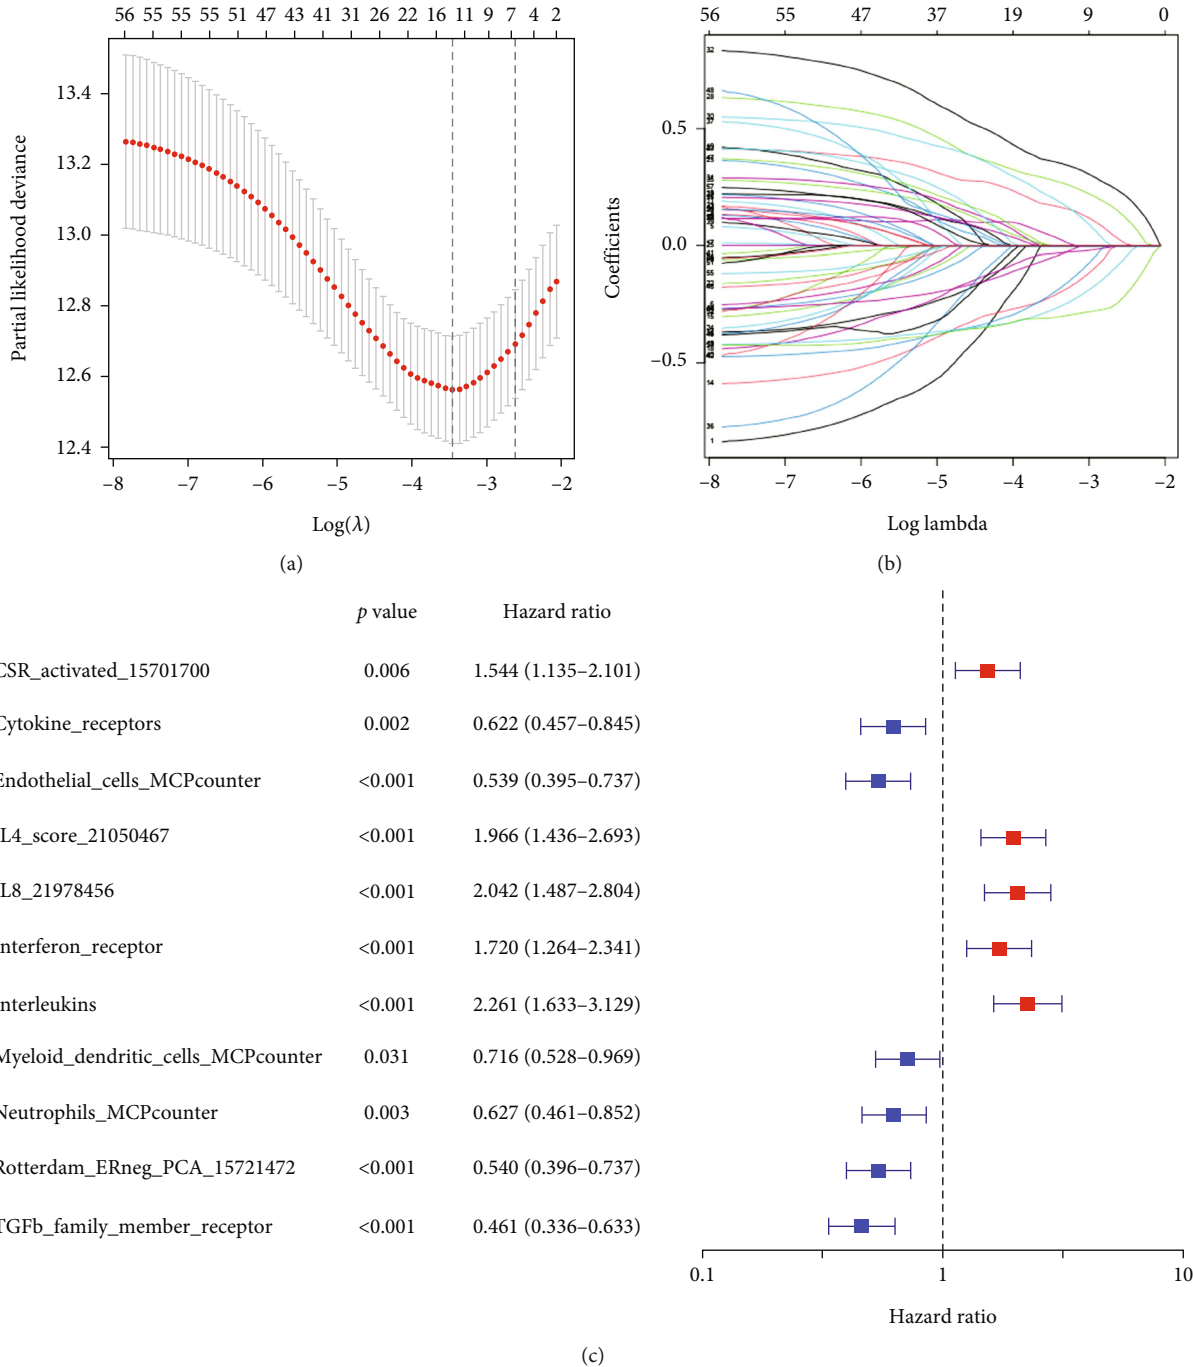 56 55 55 55 51 47 43 41 31 26 22 16 11 9 7 4 2
13.4
13.2
13.0
12.8
12.6
12.4
Partial likelihood deviance
−8 −7 −6 −5 −4 −3 −2
Log(λ)
(a)
56 55 47 37 19 9 0
0.5
0.0
−0.5
Coefficients
32
14
36
1
−8 −7 −6 −5 −4 −3 −2
Log lambda
(b)
p value Hazard ratio
CSR_activated_15701700 0.006 1.544 (1.135–2.101)
Cytokine_receptors 0.002 0.622 (0.457–0.845)
Endothelial_cells_MCPcounter <0.001 0.539 (0.395–0.737)
L4_score_21050467 <0.001 1.966 (1.436–2.693)
L8_21978456 <0.001 2.042 (1.487–2.804)
nterferon_receptor <0.001 1.720 (1.264–2.341)
nterleukins <0.001 2.261 (1.633–3.129)
Myeloid_dendritic_cells_MCPcounter 0.031 0.716 (0.528–0.969)
Neutrophils_MCPcounter 0.003 0.627 (0.461–0.852)
Rotterdam_ERneg_PCA_15721472 <0.001 0.540 (0.396–0.737)
TGFb_family_member_receptor <0.001 0.461 (0.336–0.633)
0.1 1 10
Hazard ratio
(c)